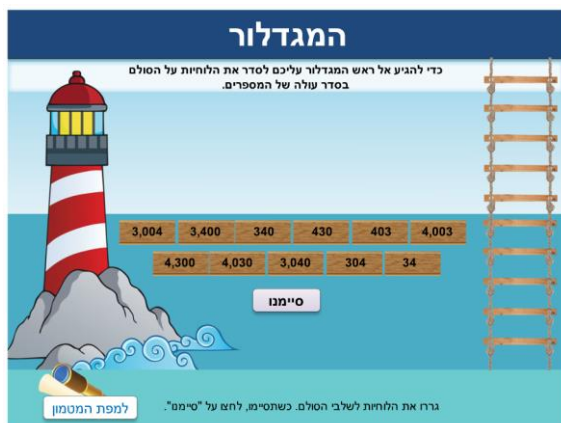 המגדלור
כדי להגיע אל ראש המגדלור עליכם לסדר את הלוחיות על הסולם
בסדר עולה של המספרים.
3,004 3,400 340 430 403 4,003
4,300 4,030 3,040 304 34
סיימנו
גררו את הלוחיות לשלבי הסולם. כשתסיימו, לחצו על "סיימנו".
למפת המטמון